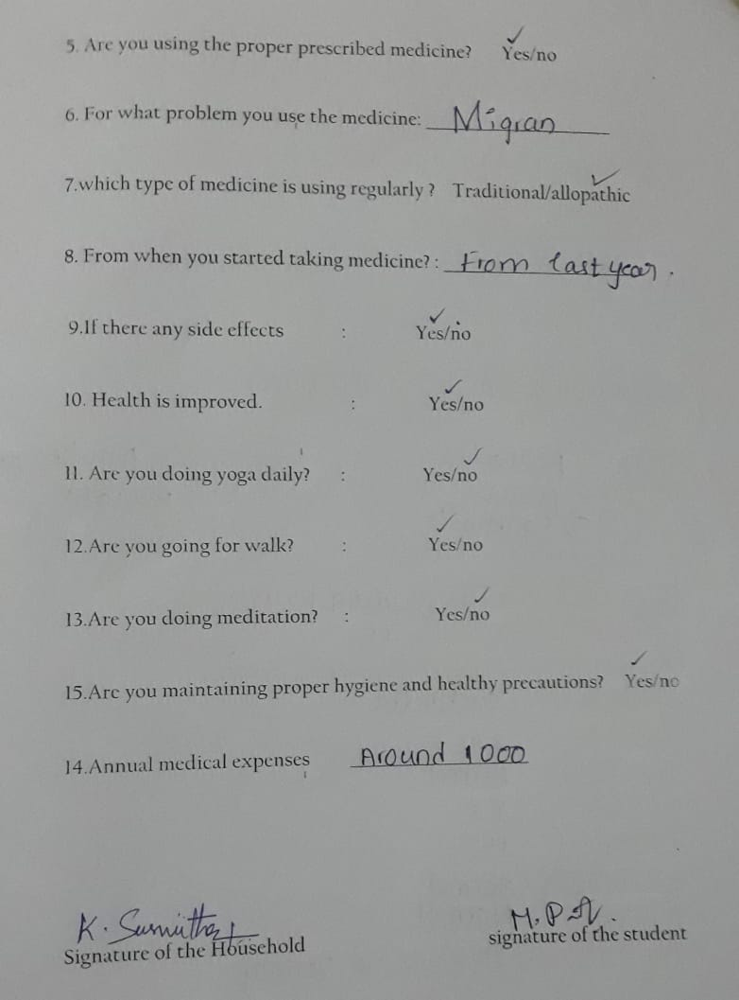 5. Are you using the proper prescribed medicine? Yes/no
6. For what problem you use the medicine: Migran
7.which type of medicine is using regularly ? Traditional/allopathic
8. From when you started taking medicine? : From last year.
9.If there any side effects : Yes/no
10. Health is improved. : Yes/no
11. Are you doing yoga daily? : Yes/no
12.Are you going for walk? : Yes/no
13.Are you doing meditation? : Yes/no
15.Are you maintaining proper hygiene and healthy precautions? Yes/no
14.Annual medical expenses Around 1000
K. Sumitha
Signature of the Household
signature of the student